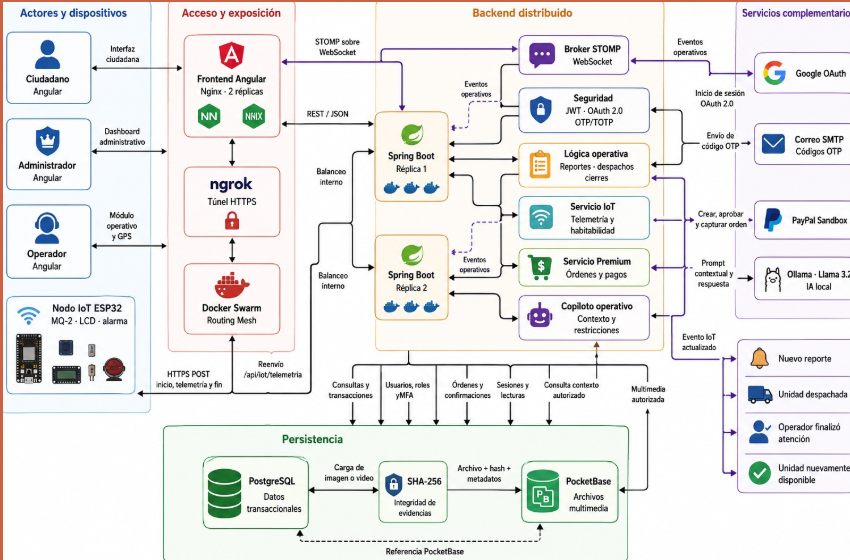 Actores y dispositivos
Ciudadano
Angular
Administrador
Angular
Operador
Angular
Nodo IoT ESP32
MQ-2 · LCD · alarma
Interfaz
ciudadana
Dashboard
administrativo
Módulo
operativo
y GPS
HTTPS POST
inicio, telemetría y fin
Acceso y exposición
Frontend Angular
Nginx · 2 réplicas
NN
NNIX
ngrok
Túnel HTTPS
Docker Swarm
Routing Mesh
Reenvío
/api/iot/telemetria
STOMP sobre
WebSocket
REST / JSON
Balanceo
interno
Balanceo
interno
Backend distribuido
Spring Boot
Réplica 1
Spring Boot
Réplica 2
Eventos
operativos
Eventos
operativos
Broker STOMP
WebSocket
Seguridad
JWT · OAuth 2.0
OTP/TOTP
Lógica operativa
Reportes - despachos
cierres
Servicio IoT
Telemetría y
habitabilidad
Servicio Premium
Órdenes y pagos
Copiloto operativo
Contexto y
restricciones
Eventos
operativos
Inicio de sesión
OAuth 2.0
Envío de
código OTP
Crear, aprobar
y capturar orden
Prompt
contextual y
respuesta
Evento IoT
actualizado
Servicios complementario
Google OAuth
Correo SMTP
Códigos OTP
PayPal Sandbox
Ollama - Llama 3.2
IA local
Nuevo reporte
Unidad despachada
Operador finalizó
atención
Unidad nuevamente
disponible
Consultas y
transacciones
Usuarios, roles
yMFA
Órdenes y
confirmaciones
Sesiones y
lecturas
Consulta contexto
autorizado
Multimedia
autorizada
Persistencia
PostgreSQL
Datos
transaccionales
Carga de
imagen o video
SHA-256
Integridad de
evidencias
Archivo + hash +
metadatos
PocketBase
Archivos
multimedia
PB
Referencia PocketBase